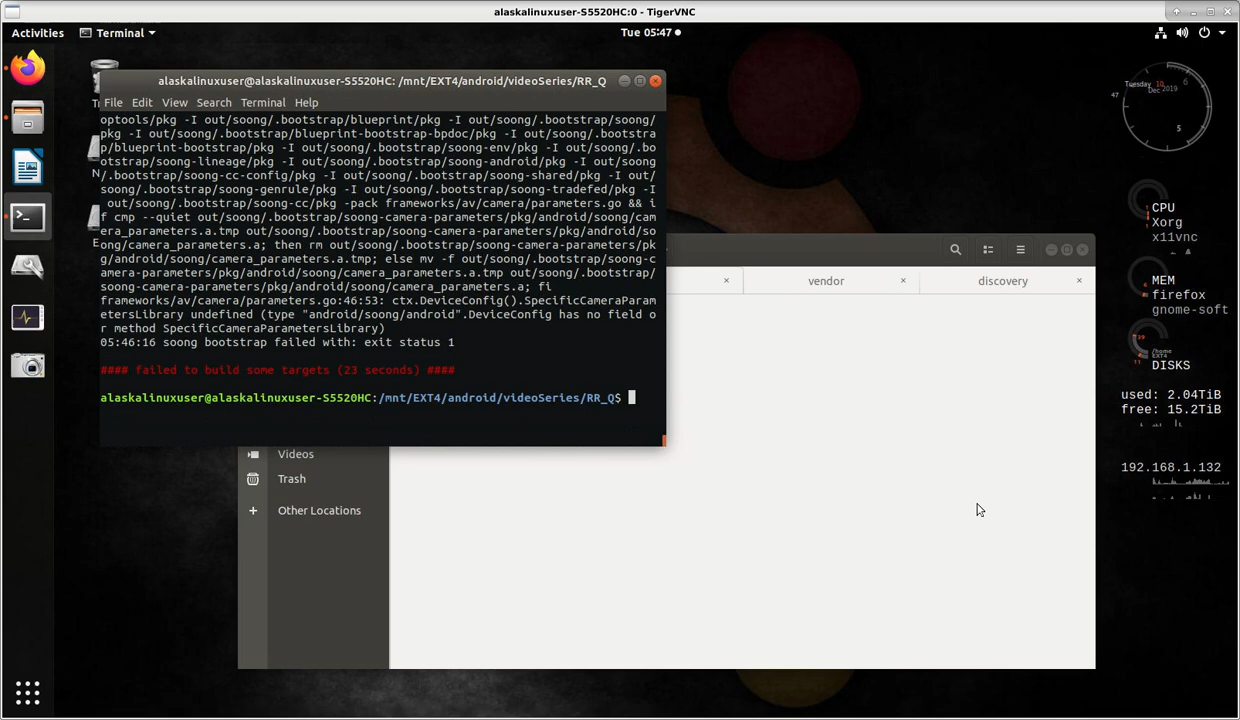 alaskalinuxuser-S5520HC:0 - TigerVNC
Activities
Terminal
Tue 05:47
alaskalinuxuser@alaskalinuxuser-S5520HC: /mnt/EXT4/android/videoSeries/RR_Q
File Edit View Search Terminal Help
optools/pkg -I out/soong/.bootstrap/blueprint/pkg -I out/soong/.bootstrap/soong/
pkg -I out/soong/.bootstrap/blueprint-bootstrap-bpdoc/pkg -I out/soong/.bootstra
p/blueprint-bootstrap/pkg -I out/soong/.bootstrap/soong-env/pkg -I out/soong/.bo
otstrap/soong-lineage/pkg -I out/soong/.bootstrap/soong-android/pkg -I out/soong
/.bootstrap/soong-cc-config/pkg -I out/soong/.bootstrap/soong-shared/pkg -I out/
soong/.bootstrap/soong-genrule/pkg -I out/soong/.bootstrap/soong-tradefed/pkg -I
out/soong/.bootstrap/soong-cc/pkg -pack frameworks/av/camera/parameters.go && i
f cmp --quiet out/soong/.bootstrap/soong-camera-parameters/pkg/android/soong/cam
era_parameters.a.tmp out/soong/.bootstrap/soong-camera-parameters/pkg/android/so
ong/camera_parameters.a; then rm out/soong/.bootstrap/soong-camera-parameters/pk
g/android/soong/camera_parameters.a.tmp; else mv -f out/soong/.bootstrap/soong-c
amera-parameters/pkg/android/soong/camera_parameters.a.tmp out/soong/.bootstrap/
soong-camera-parameters/pkg/android/soong/camera_parameters.a; fi
frameworks/av/camera/parameters.go:46:53: ctx.DeviceConfig().SpecificCameraParam
etersLibrary undefined (type "android/soong/android".DeviceConfig has no field o
r method SpecificCameraParametersLibrary)
05:46:16 soong bootstrap failed with: exit status 1
#### failed to build some targets (23 seconds) ####
alaskalinuxuser@alaskalinuxuser-S5520HC:/mnt/EXT4/android/videoSeries/RR_Q$
vendor
discovery
Videos
Trash
Other Locations
Tuesday 10
Dec 2019
6
47
5
CPU
Xorg
x11vnc
MEM
firefox
gnome-soft
/home
EXT4
DISKS
used: 2.04TiB
free: 15.2TiB
192.168.1.132